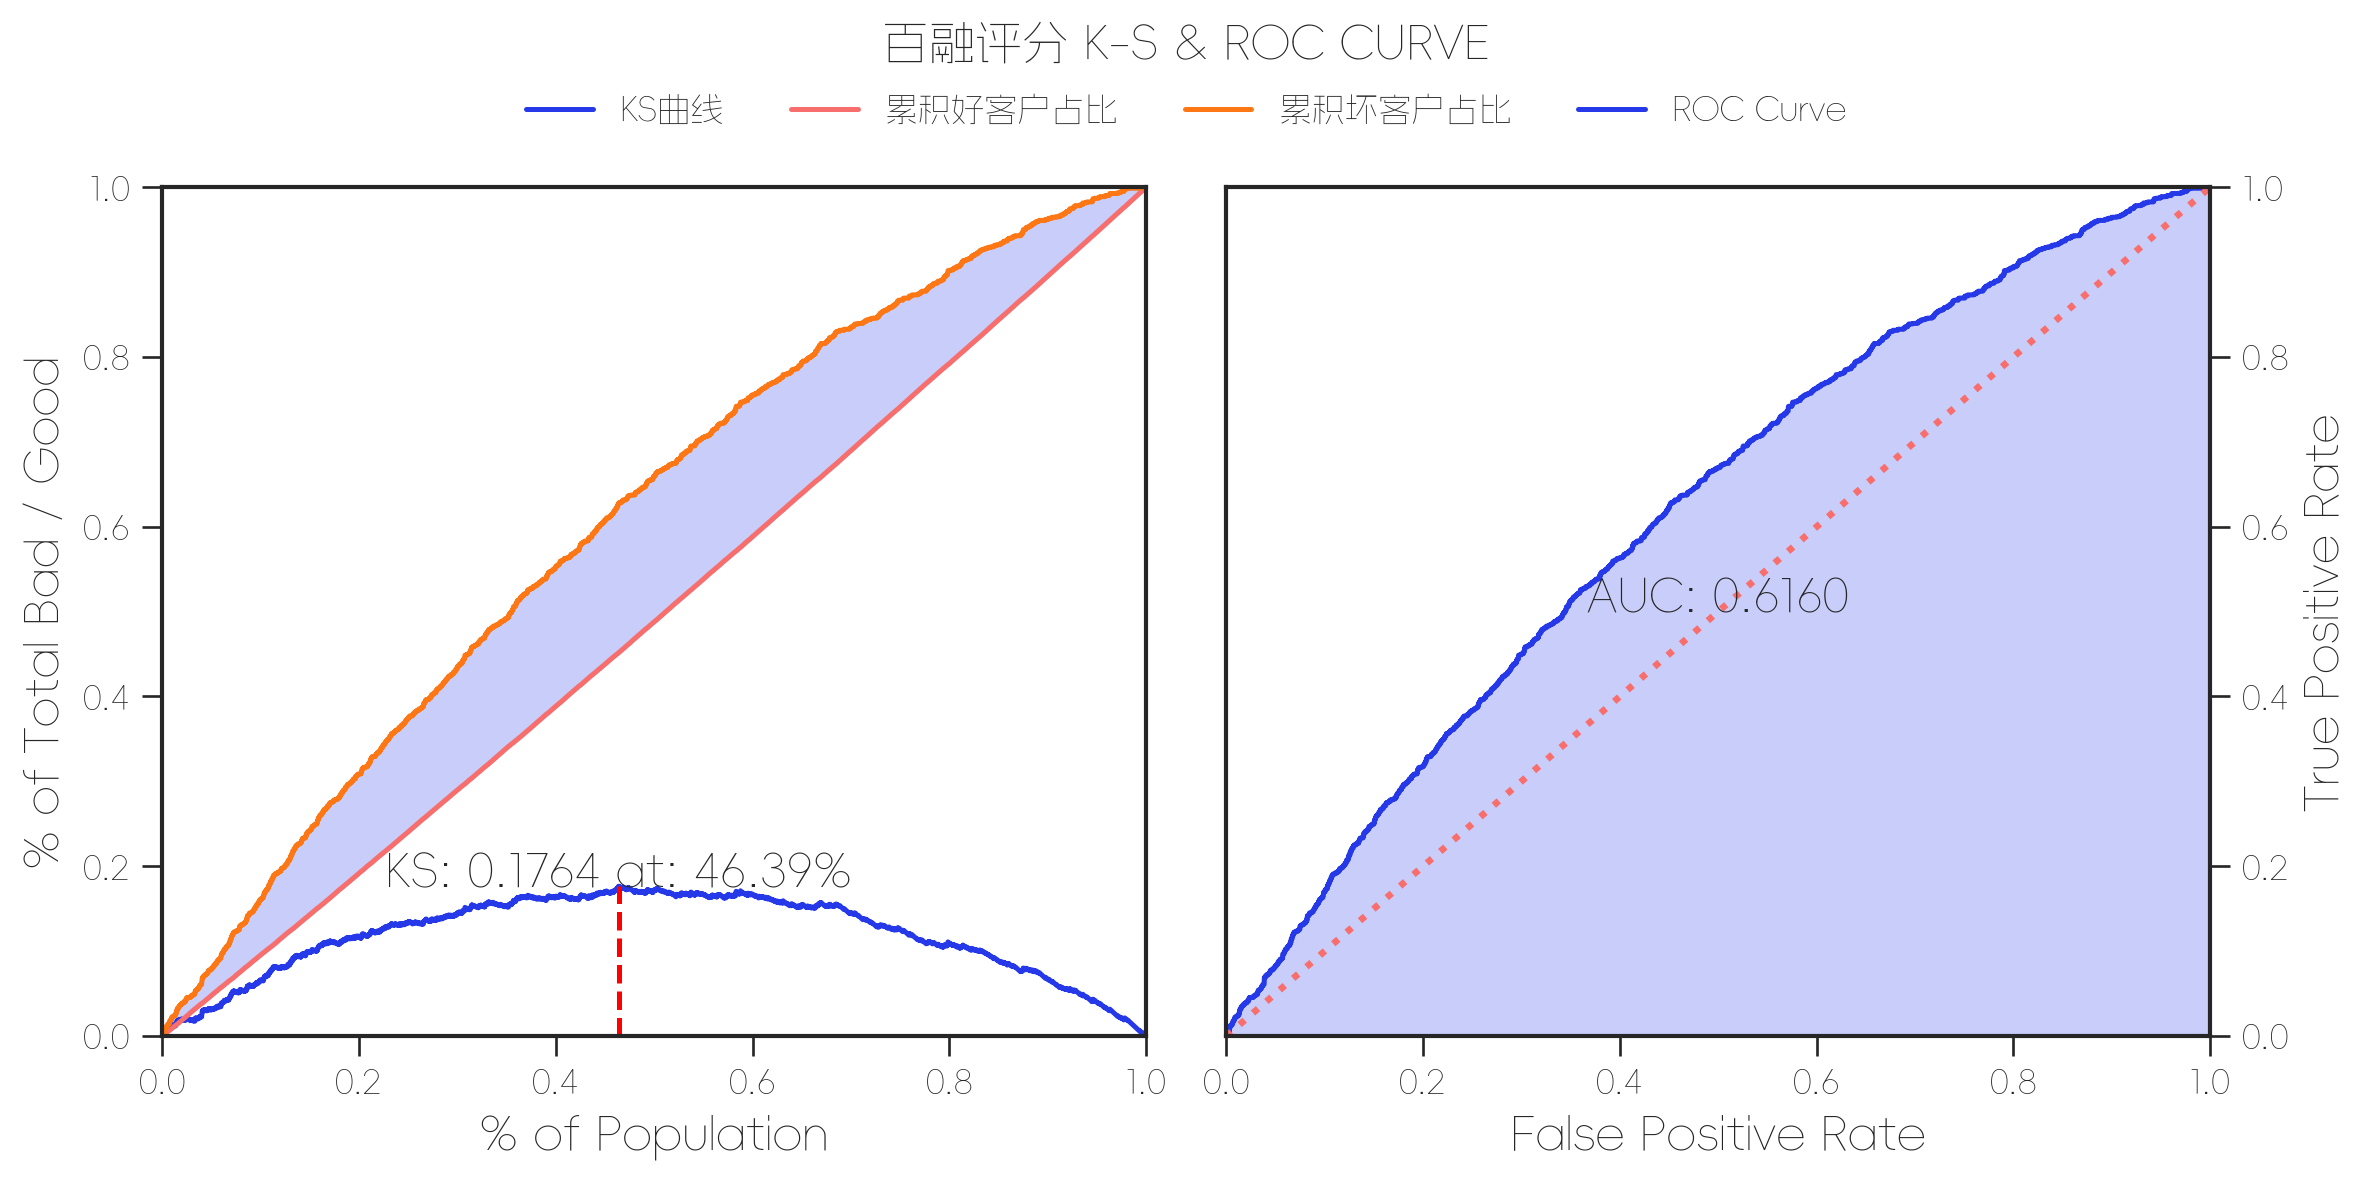 百融评分 K-S & ROC CURVE
KS曲线 累积好客户占比 累积坏客户占比 ROC Curve
% of Total Bad / Good
1.0
0.8
0.6
0.4
0.2
0.0
KS: 0.1764 at: 46.39%
0.0 0.2 0.4 0.6 0.8 1.0
% of Population
AUC: 0.6160
0.0 0.2 0.4 0.6 0.8 1.0
False Positive Rate
1.0
0.8
0.6
0.4
0.2
0.0
True Positive Rate